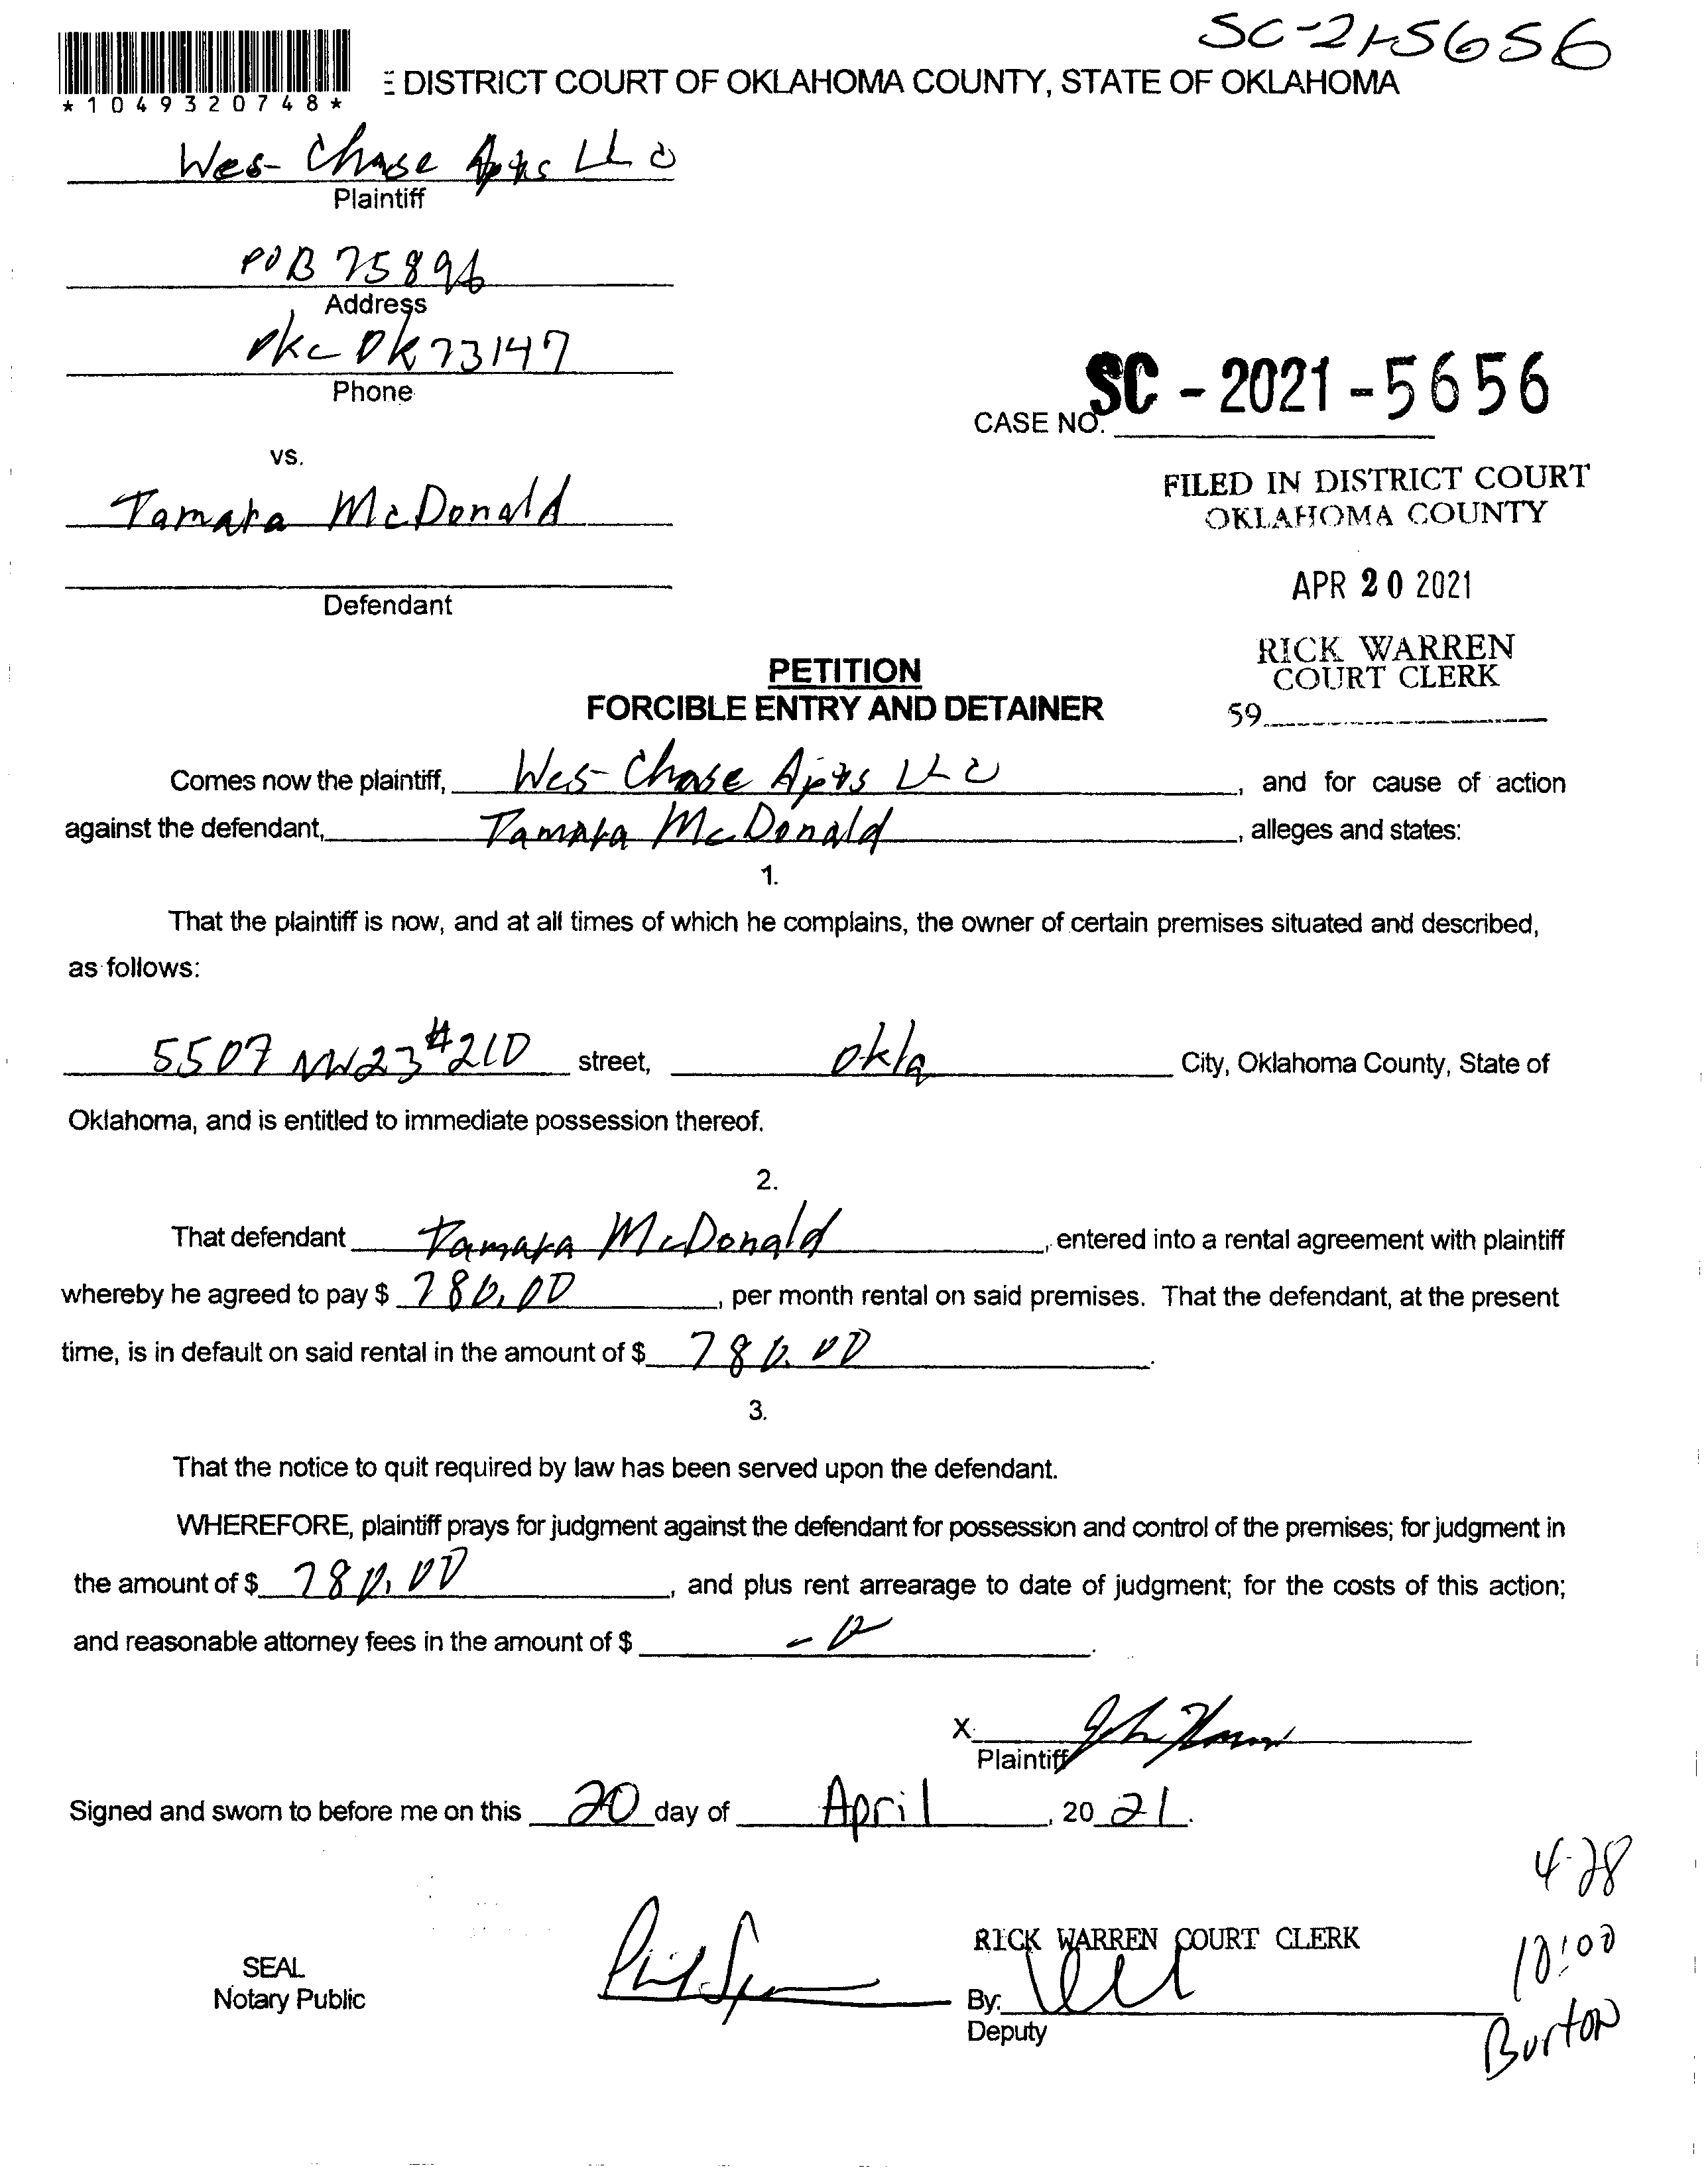 SC-21-5656
*1049320748*
E DISTRICT COURT OF OKLAHOMA COUNTY, STATE OF OKLAHOMA
Wes-Chase Apts LLC
Plaintiff
POB 75896
Address
OKC OK 73147
Phone
SC-2021-5656
CASE NO.
vs.
Tamara McDonald
FILED IN DISTRICT COURT
OKLAHOMA COUNTY
APR 20 2021
Defendant
RICK WARREN
COURT CLERK
59
PETITION
FORCIBLE ENTRY AND DETAINER
Comes now the plaintiff, Wes-Chase Apts LLC, and for cause of action
against the defendant, Tamara McDonald, alleges and states:
1.
That the plaintiff is now, and at all times of which he complains, the owner of certain premises situated and described,
as follows:
5507 NW23 #210 street, Okla City, Oklahoma County, State of
Oklahoma, and is entitled to immediate possession thereof.
2.
That defendant Tamara McDonald, entered into a rental agreement with plaintiff
whereby he agreed to pay $ 780.00, per month rental on said premises. That the defendant, at the present
time, is in default on said rental in the amount of $ 780.00.
3.
That the notice to quit required by law has been served upon the defendant.
WHEREFORE, plaintiff prays for judgment against the defendant for possession and control of the premises; for judgment in
the amount of $ 780.00, and plus rent arrearage to date of judgment; for the costs of this action;
and reasonable attorney fees in the amount of $ -0.
X
Plaintiff
Signed and sworn to before me on this 20 day of April, 20 21.
4-28
10:00
Burton
RICK WARREN COURT CLERK
SEAL
Notary Public
By:
Deputy